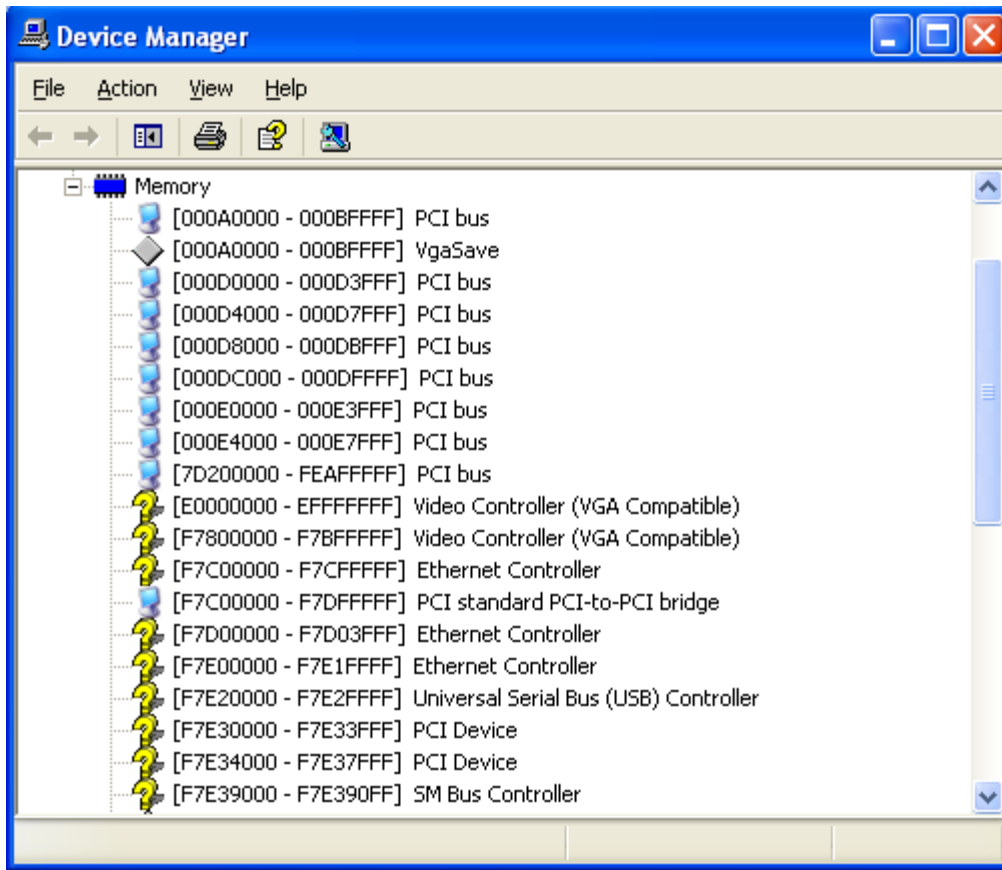 Device Manager
File Action View Help
Memory
[000A0000 - 000BFFFF] PCI bus
[000A0000 - 000BFFFF] VgaSave
[000D0000 - 000D3FFF] PCI bus
[000D4000 - 000D7FFF] PCI bus
[000D8000 - 000DBFFF] PCI bus
[000DC000 - 000DFFFF] PCI bus
[000E0000 - 000E3FFF] PCI bus
[000E4000 - 000E7FFF] PCI bus
[7D200000 - FEAFFFFF] PCI bus
[E0000000 - EFFFFFFF] Video Controller (VGA Compatible)
[F7800000 - F7BFFFFF] Video Controller (VGA Compatible)
[F7C00000 - F7CFFFFF] Ethernet Controller
[F7C00000 - F7DFFFFF] PCI standard PCI-to-PCI bridge
[F7D00000 - F7D03FFF] Ethernet Controller
[F7E00000 - F7E1FFFF] Ethernet Controller
[F7E20000 - F7E2FFFF] Universal Serial Bus (USB) Controller
[F7E30000 - F7E33FFF] PCI Device
[F7E34000 - F7E37FFF] PCI Device
[F7E39000 - F7E390FF] SM Bus Controller